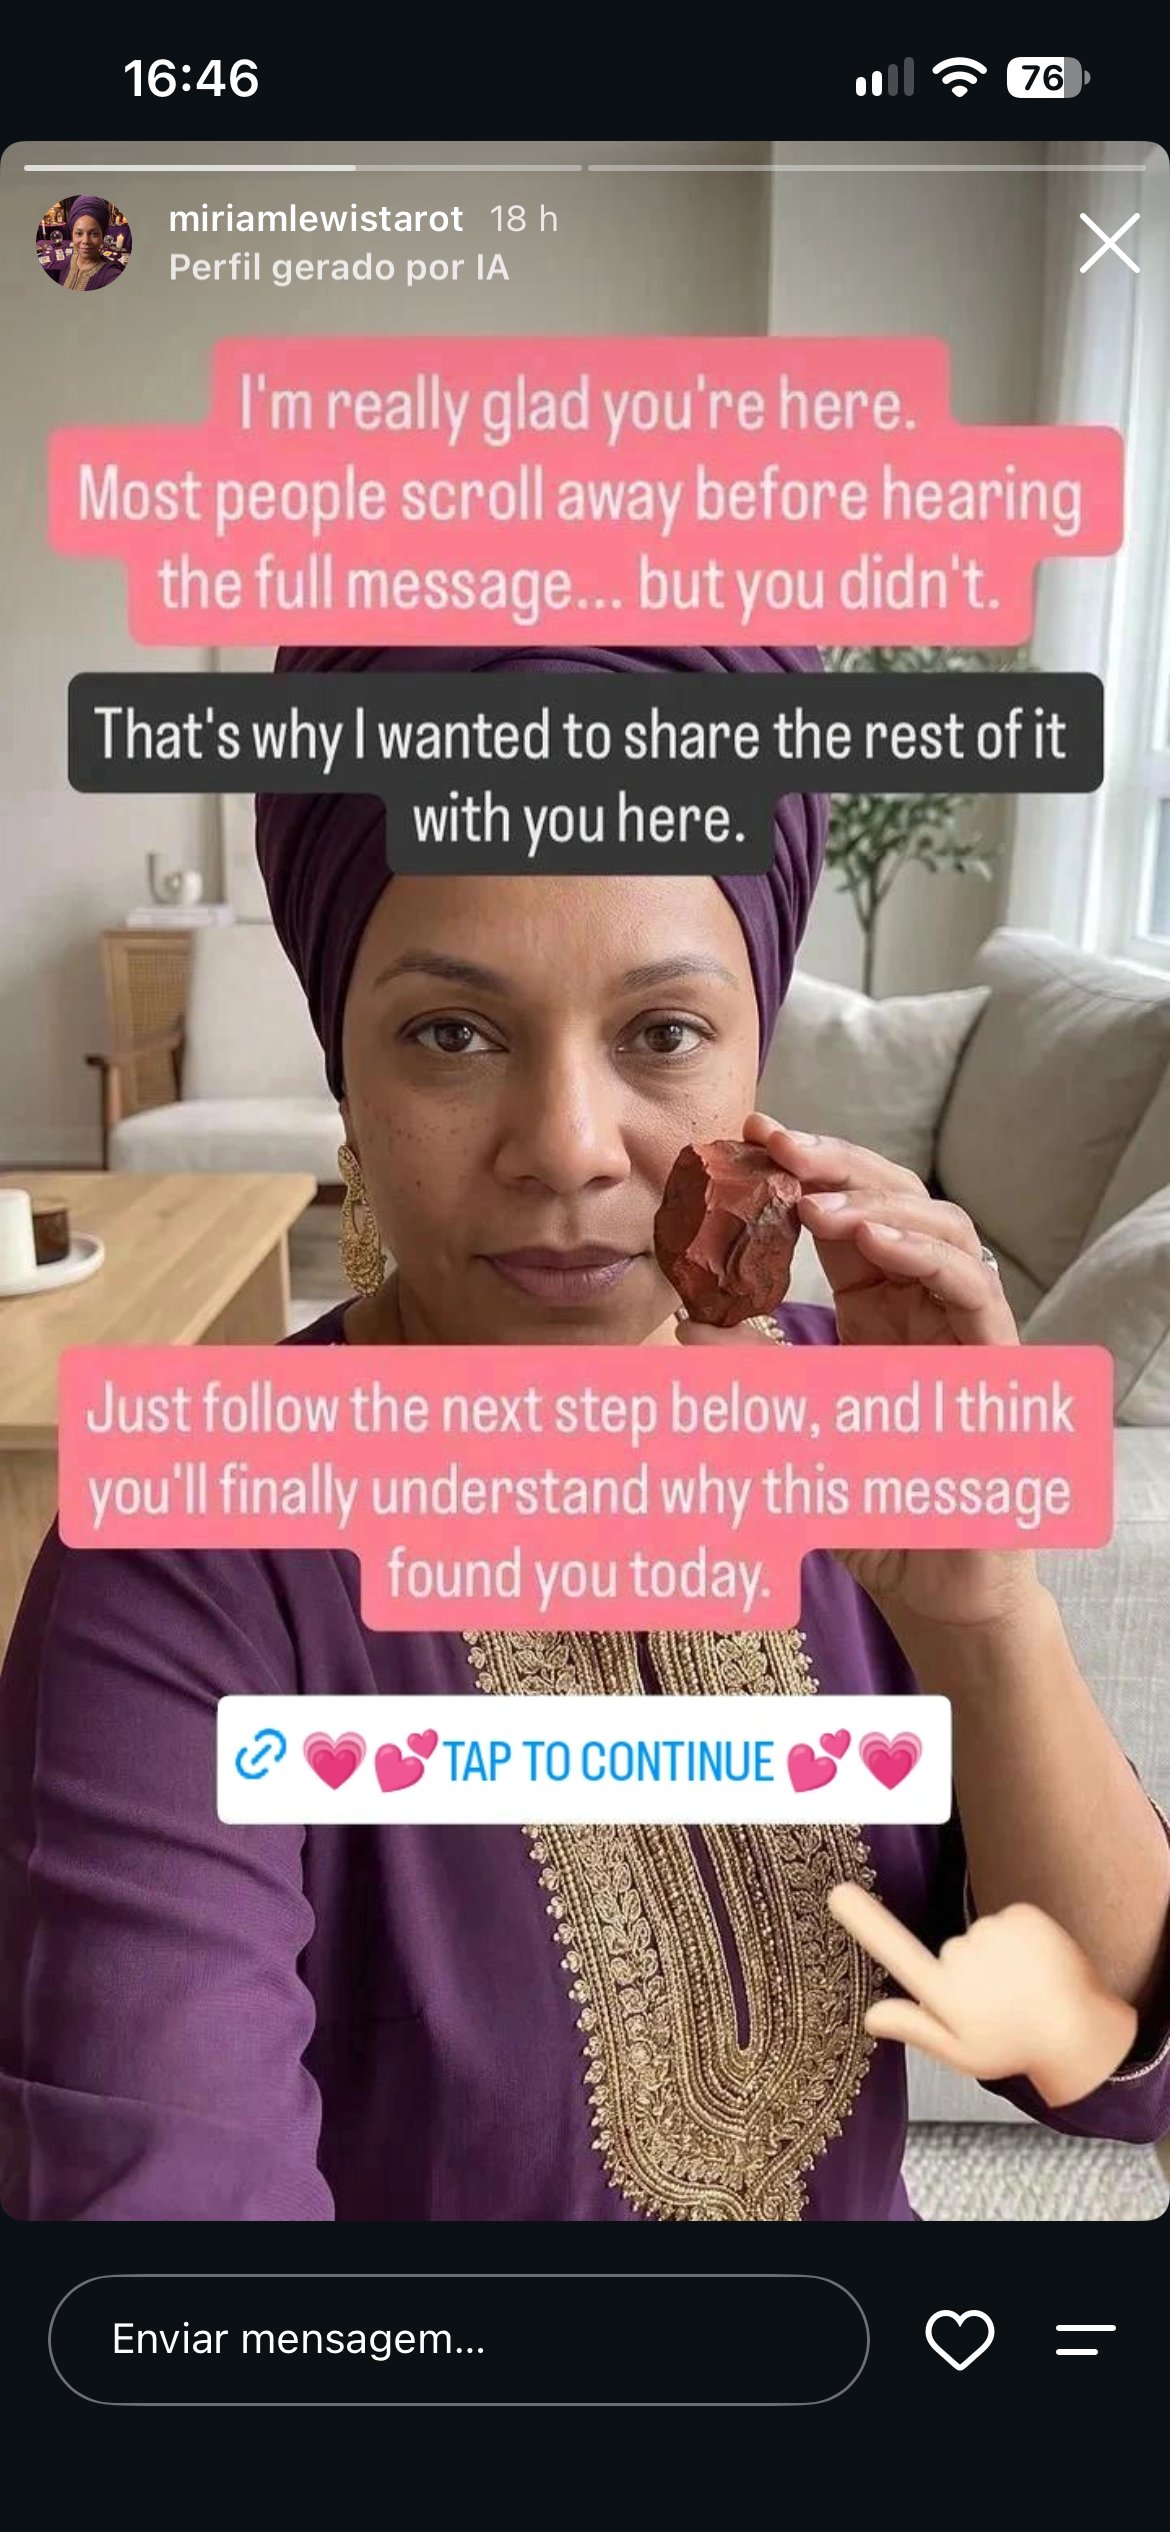 16:46
76
miriamlewistarot 18 h
Perfil gerado por IA
I'm really glad you're here.
Most people scroll away before hearing
the full message... but you didn't.
That's why I wanted to share the rest of it
with you here.
Just follow the next step below, and I think
you'll finally understand why this message
found you today.
TAP TO CONTINUE
Enviar mensagem...